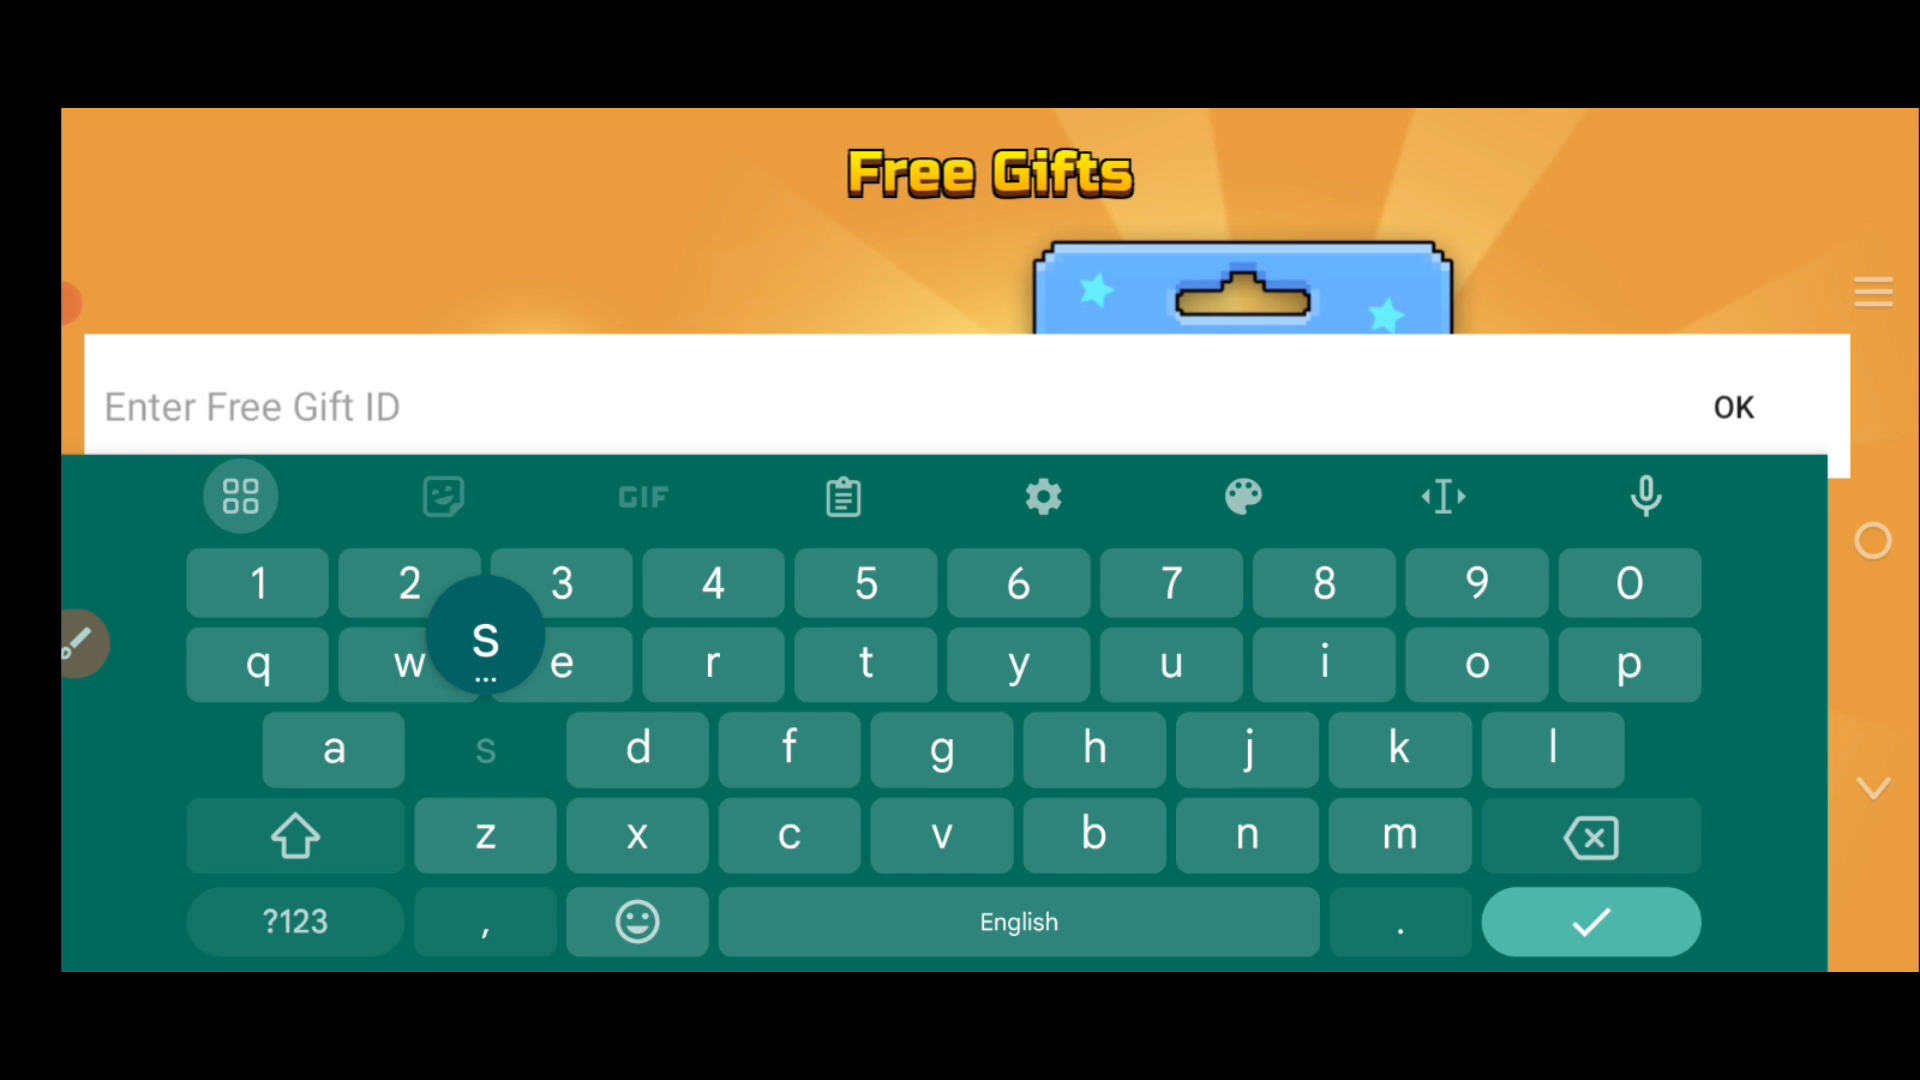 Free Gifts
Enter Free Gift ID
OK
GIF
1 2 3 4 5 6 7 8 9 0
s
...
q w e r t y u i o p
a s d f g h j k l
z x c v b n m
?123 , English .